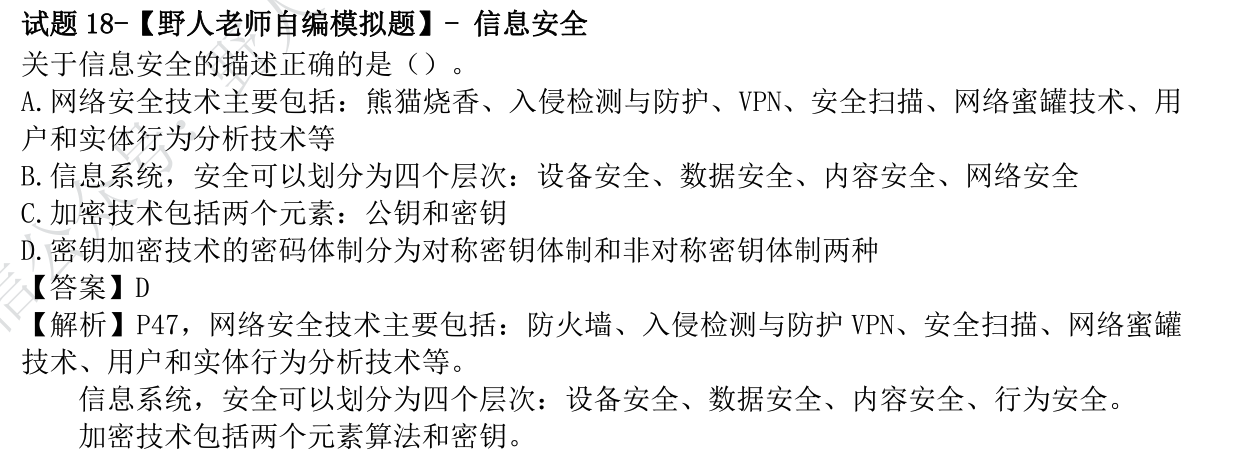 试题 18-【野人老师自编模拟题】- 信息安全
关于信息安全的描述正确的是（）。
A.网络安全技术主要包括：熊猫烧香、入侵检测与防护、VPN、安全扫描、网络蜜罐技术、用
户和实体行为分析技术等
B.信息系统，安全可以划分为四个层次：设备安全、数据安全、内容安全、网络安全
C.加密技术包括两个元素：公钥和密钥
D.密钥加密技术的密码体制分为对称密钥体制和非对称密钥体制两种
【答案】D
【解析】P47，网络安全技术主要包括：防火墙、入侵检测与防护 VPN、安全扫描、网络蜜罐
技术、用户和实体行为分析技术等。
信息系统，安全可以划分为四个层次：设备安全、数据安全、内容安全、行为安全。
加密技术包括两个元素算法和密钥。